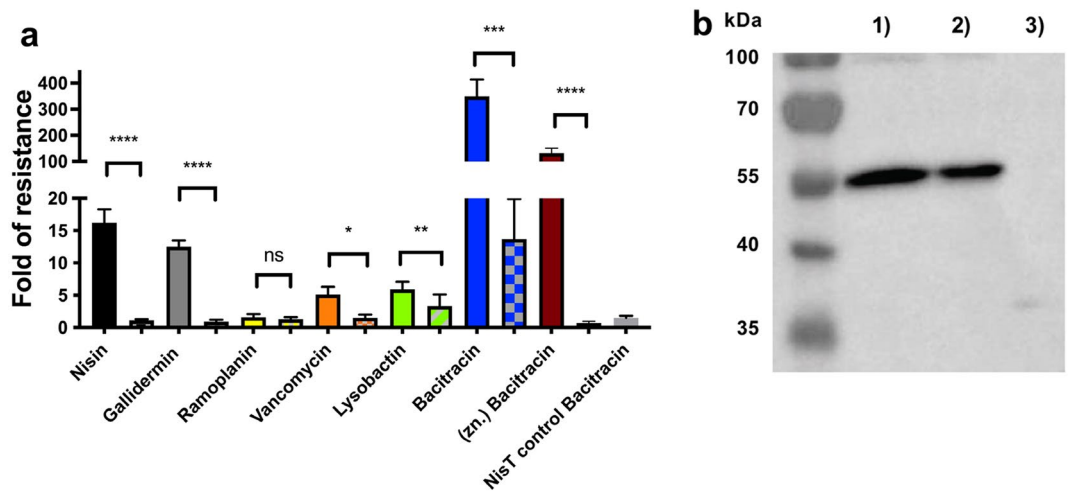 a
Fold of resistance
400
300
200
100
20
15
10
5
0
****
****
ns
*
**
***
****
Nisin
Gallidermin
Ramoplanin
Vancomycin
Lysobactin
Bacitracin
(zn.) Bacitracin
NisT control Bacitracin
b
kDa
1)
2)
3)
100
70
55
40
35